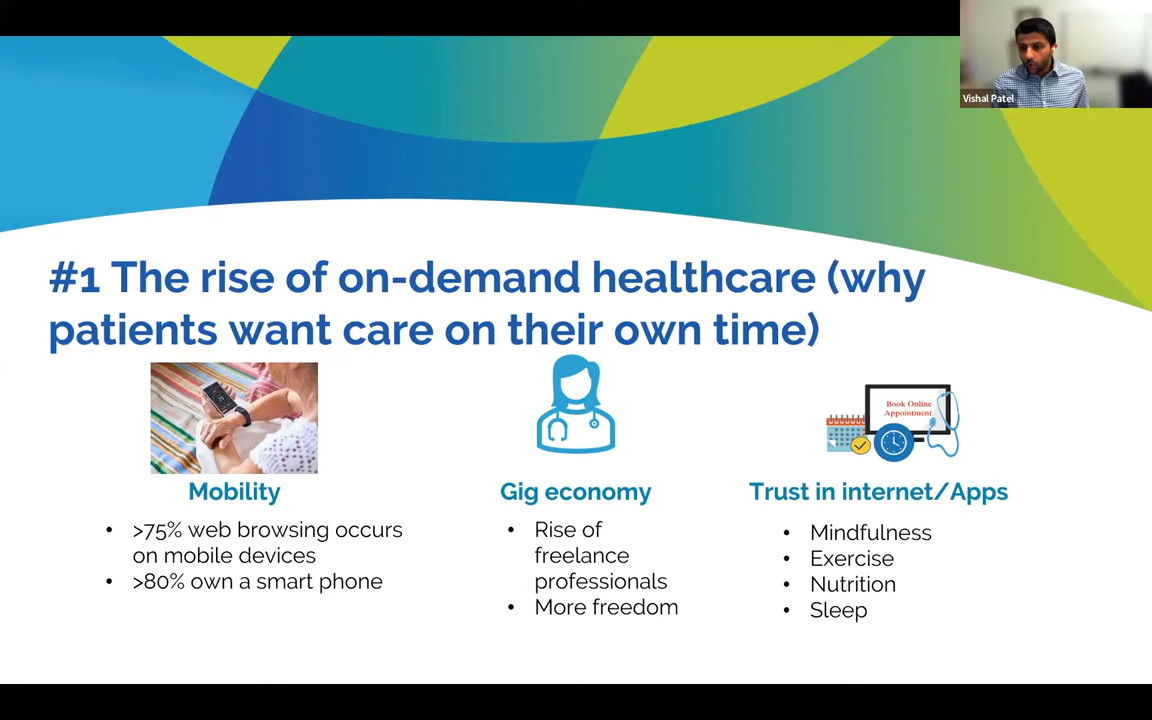 Vishal Patel
#1 The rise of on-demand healthcare (why
patients want care on their own time)
Book Online
Appointment
Mobility
• >75% web browsing occurs
on mobile devices
• >80% own a smart phone
Gig economy
• Rise of
freelance
professionals
• More freedom
Trust in internet/Apps
• Mindfulness
• Exercise
• Nutrition
• Sleep